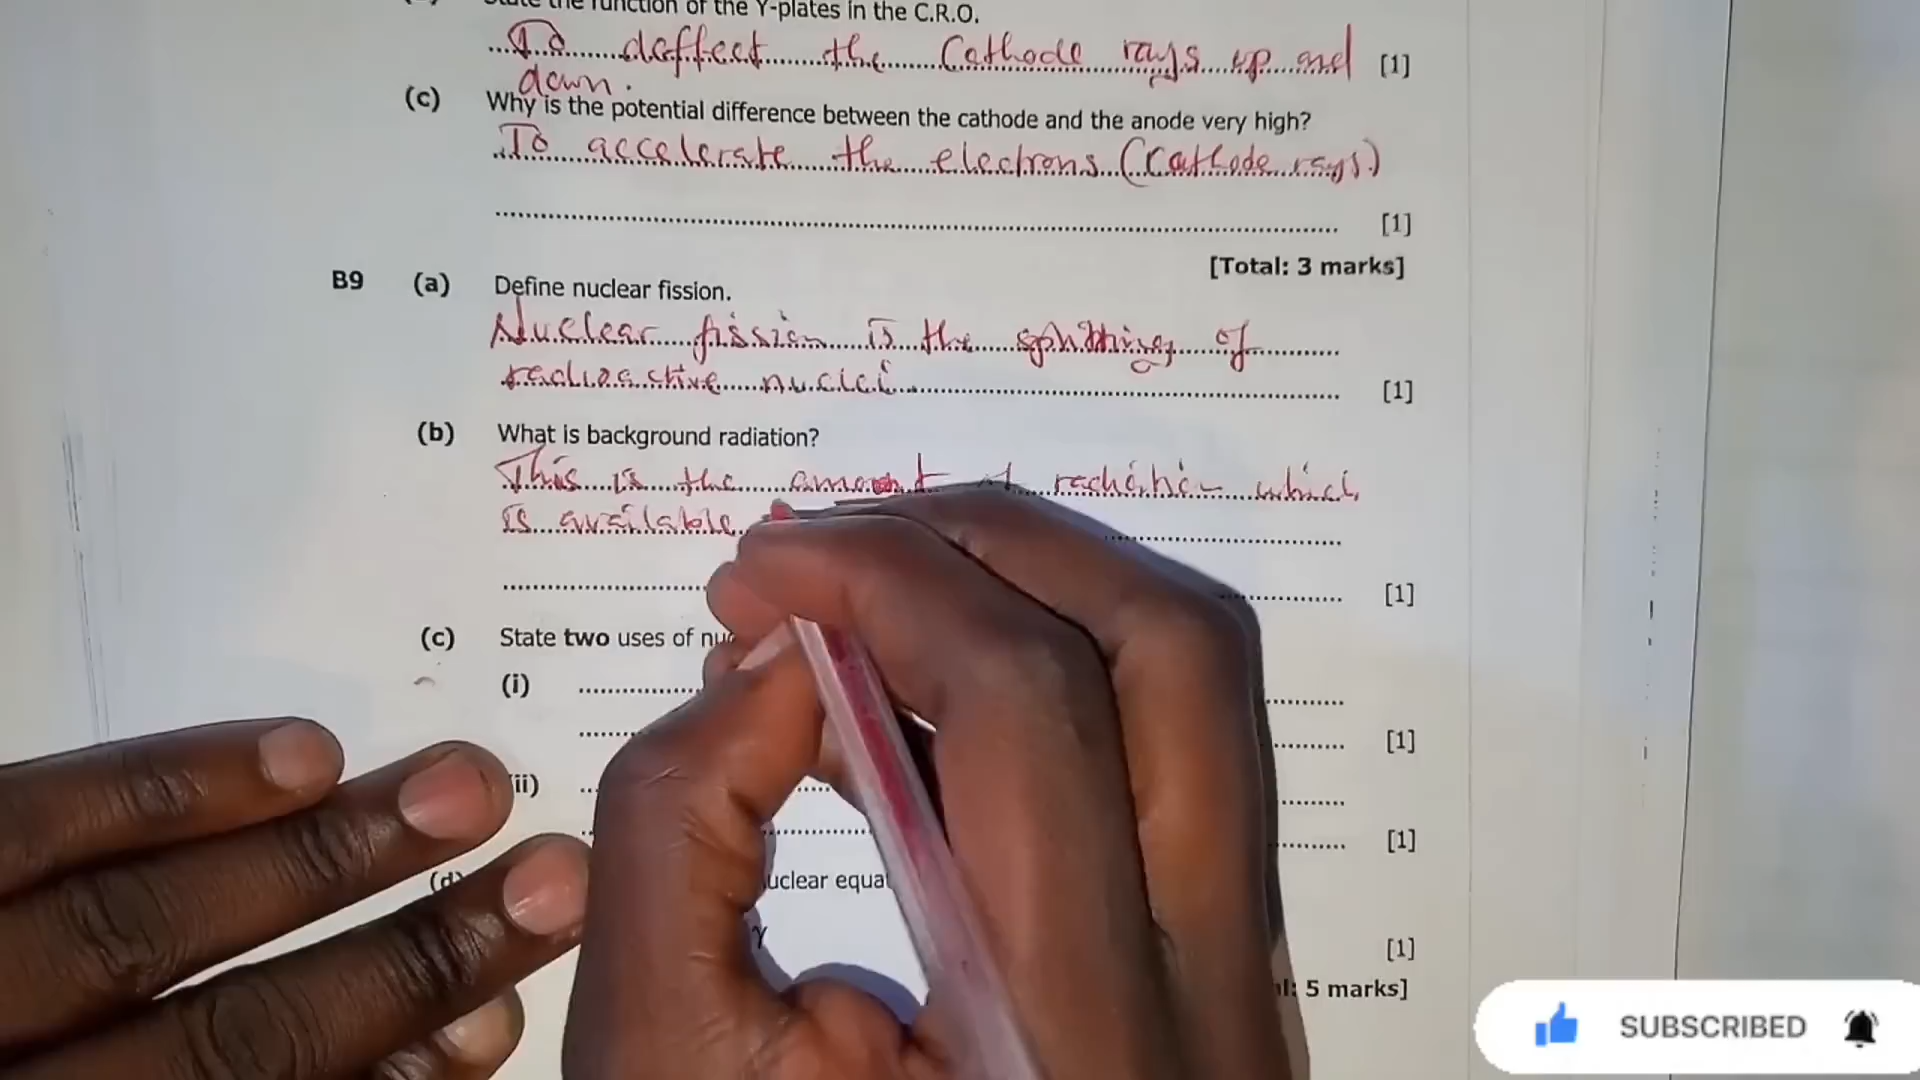 the function of the Y-plates in the C.R.O.
To deffect the Cathode rays up and [1]
down.
(c) Why is the potential difference between the cathode and the anode very high?
To accelerate the electrons (Cathode rays)
[1]
[Total: 3 marks]
B9 (a) Define nuclear fission.
Nuclear fission is the splitting of
radioactive nuclei. [1]
(b) What is background radiation?
This is the amount of radiation which
is available
[1]
(c) State two uses of
(i)
[1]
(ii)
[1]
(d) uclear equa
γ
[1]
5 marks]
SUBSCRIBED